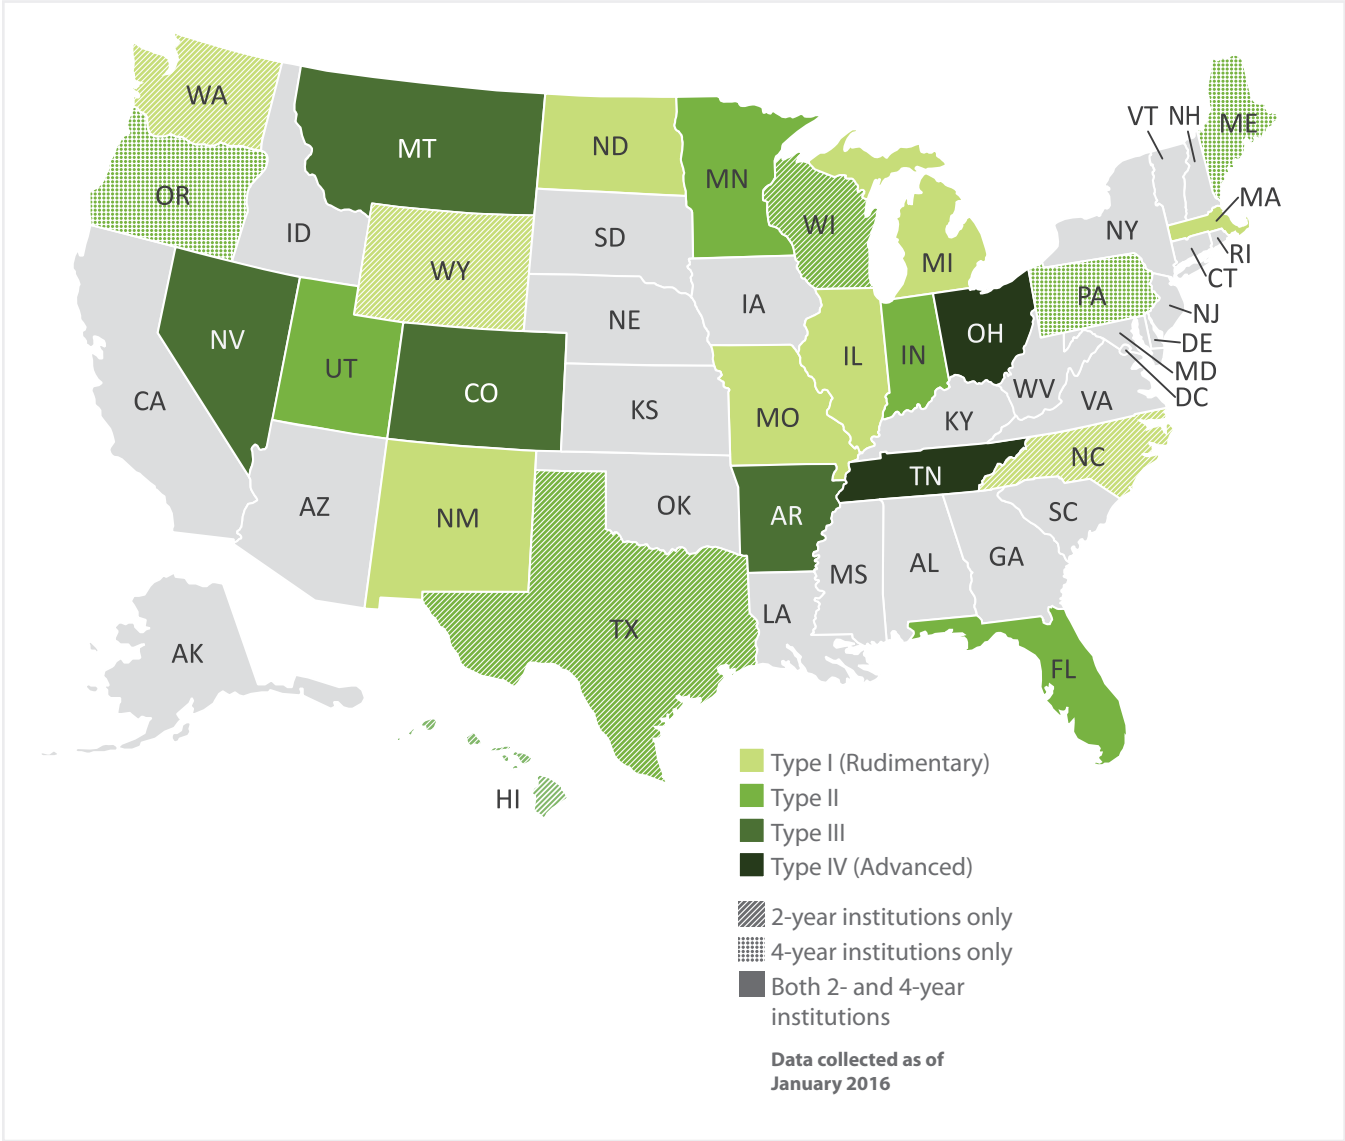 WA
MT
ND
MN
VT
NH
ME
OR
ID
WY
SD
WI
MI
NY
MA
RI
CT
NV
UT
CO
NE
IA
IL
IN
OH
PA
NJ
DE
MD
DC
CA
KS
MO
KY
WV
VA
AZ
NM
OK
AR
TN
NC
SC
TX
LA
MS
AL
GA
FL
AK
HI
Type I (Rudimentary)
Type II
Type III
Type IV (Advanced)
2-year institutions only
4-year institutions only
Both 2- and 4-year
institutions
Data collected as of
January 2016